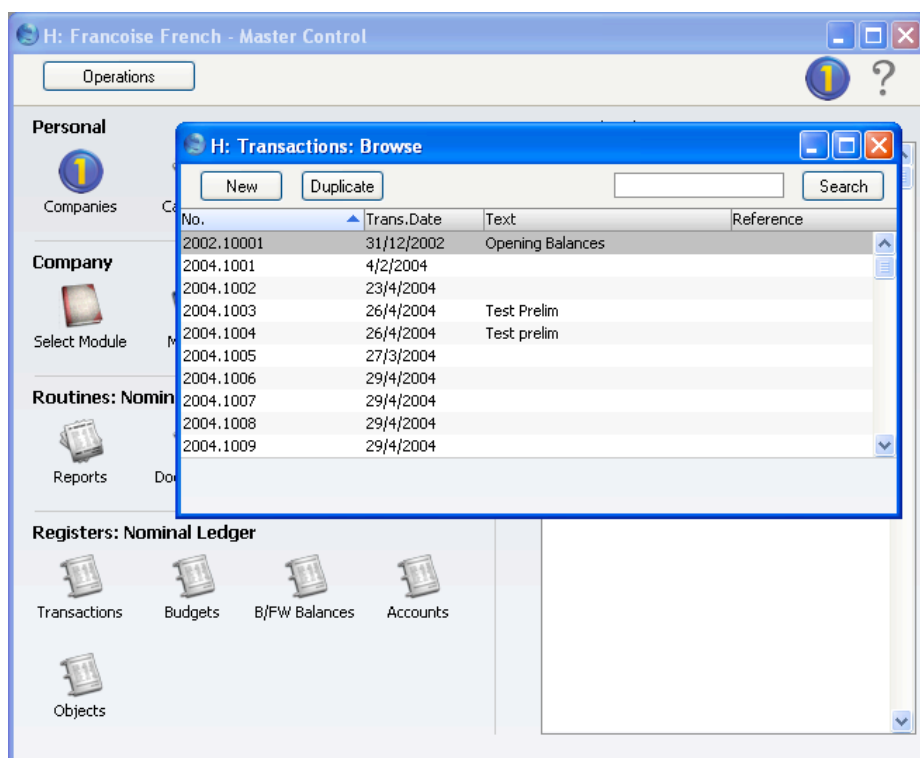 H: Francoise French - Master Control
Operations
1
?
Personal
1
Companies
H: Transactions: Browse
New Duplicate Search
No. Trans.Date Text Reference
2002.10001 31/12/2002 Opening Balances
2004.1001 4/2/2004
2004.1002 23/4/2004
2004.1003 26/4/2004 Test Prelim
2004.1004 26/4/2004 Test prelim
2004.1005 27/3/2004
2004.1006 29/4/2004
2004.1007 29/4/2004
2004.1008 29/4/2004
2004.1009 29/4/2004
Company
Select Module
Routines: Nomin
Reports
Registers: Nominal Ledger
Transactions Budgets B/FW Balances Accounts
Objects